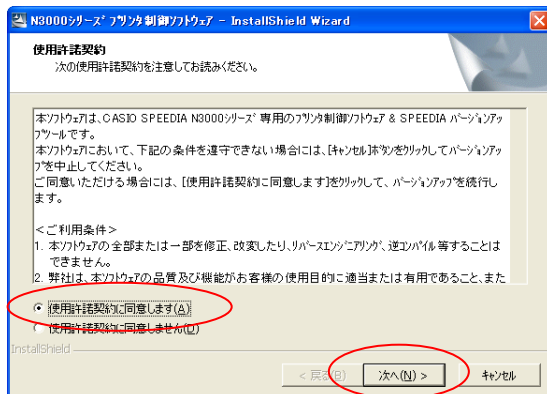 N3000ｼﾘｰｽﾞ ﾌﾟﾘﾝﾀ制御ｿﾌﾄｳｪｱ - InstallShield Wizard
使用許諾契約
次の使用許諾契約を注意してお読みください。
本ｿﾌﾄｳｪｱは、CASIO SPEEDIA N3000ｼﾘｰｽﾞ 専用のﾌﾟﾘﾝﾀ制御ｿﾌﾄｳｪｱ & SPEEDIA ﾊﾞｰｼﾞｮﾝｱｯ
ﾌﾟﾂｰﾙです。
本ｿﾌﾄｳｪｱにおいて、下記の条件を遵守できない場合には、[ｷｬﾝｾﾙ]ﾎﾞﾀﾝをｸﾘｯｸしてﾊﾞｰｼﾞｮﾝｱｯ
ﾌﾟを中止してください。
ご同意いただける場合には、[使用許諾契約に同意します]をｸﾘｯｸして、ﾊﾞｰｼﾞｮﾝｱｯﾌﾟを続行し
ます。
＜ご利用条件＞
1. 本ｿﾌﾄｳｪｱの全部または一部を修正、改変したり、ﾘﾊﾞｰｽｴﾝｼﾞﾆｱﾘﾝｸﾞ、逆ｺﾝﾊﾟｲﾙ等することは
できません。
2. 弊社は、本ｿﾌﾄｳｪｱの品質及び機能がお客様の使用目的に適当または有用であること、また
使用許諾契約に同意します(A)
使用許諾契約に同意しません(D)
InstallShield
< 戻る(B)
次へ(N) >
ｷｬﾝｾﾙ